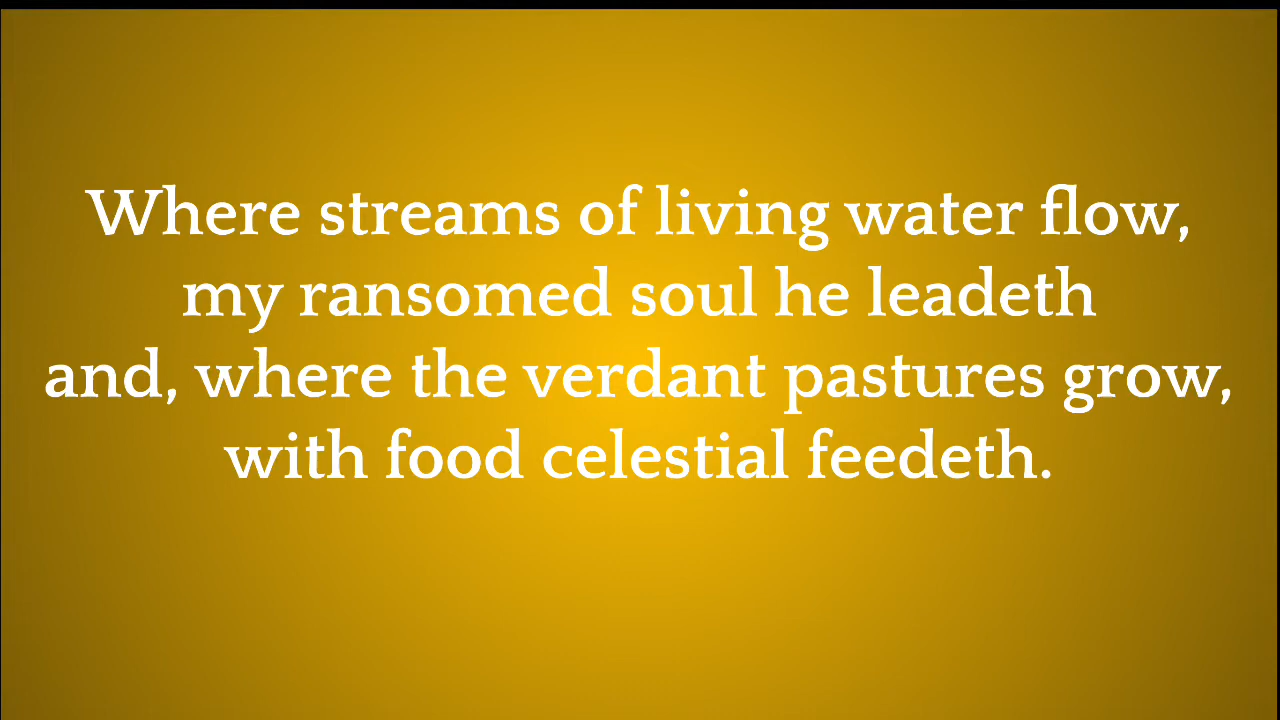 Where streams of living water flow,
my ransomed soul he leadeth
and, where the verdant pastures grow,
with food celestial feedeth.